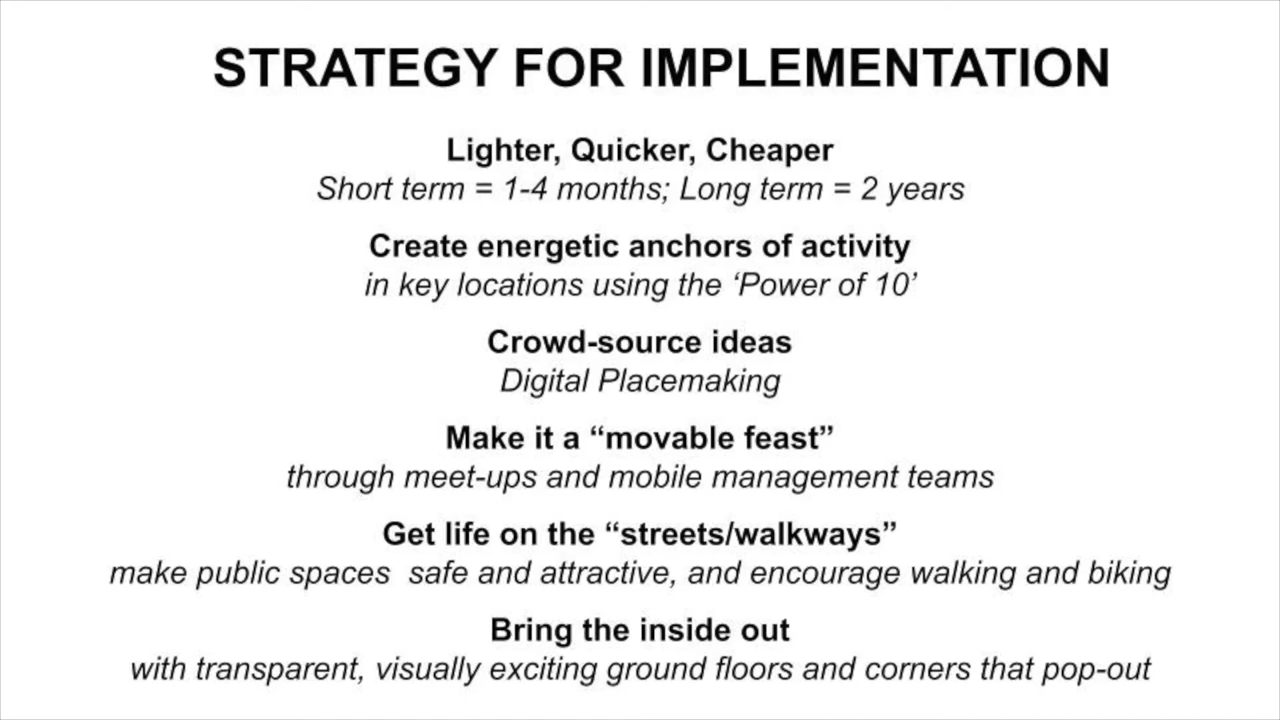 STRATEGY FOR IMPLEMENTATION
Lighter, Quicker, Cheaper
Short term = 1-4 months; Long term = 2 years
Create energetic anchors of activity
in key locations using the ‘Power of 10’
Crowd-source ideas
Digital Placemaking
Make it a “movable feast”
through meet-ups and mobile management teams
Get life on the “streets/walkways”
make public spaces  safe and attractive, and encourage walking and biking
Bring the inside out
with transparent, visually exciting ground floors and corners that pop-out